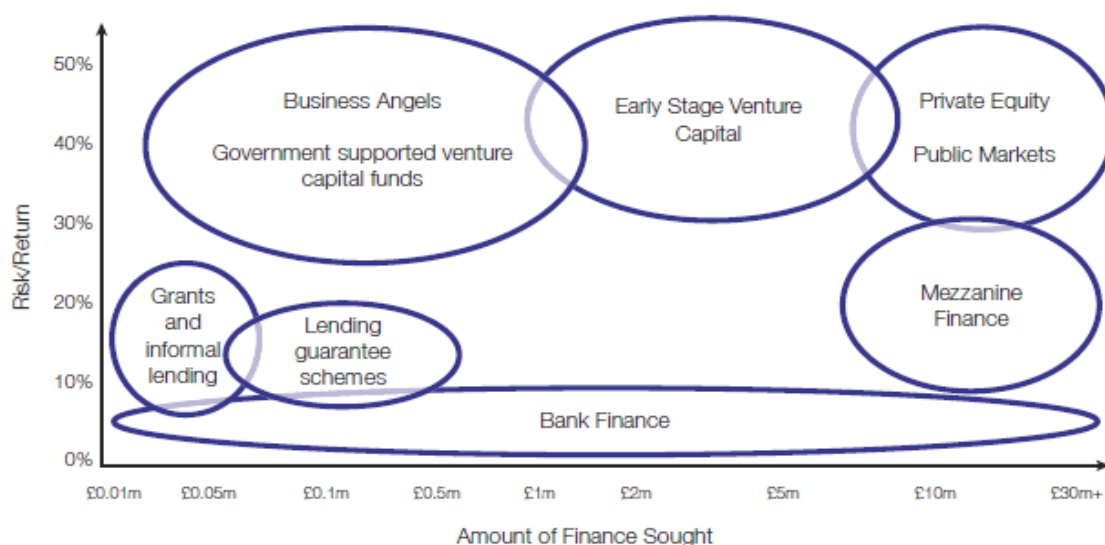 50%
Business Angels
Early Stage Venture
Capital
Private Equity
40%
Government supported venture
capital funds
Public Markets
30%
Risk/Return
20%
Grants
and
informal
lending
Lending
guarantee
schemes
Mezzanine
Finance
10%
Bank Finance
0%
£0.01m £0.05m £0.1m £0.5m £1m £2m £5m £10m £30m+
Amount of Finance Sought